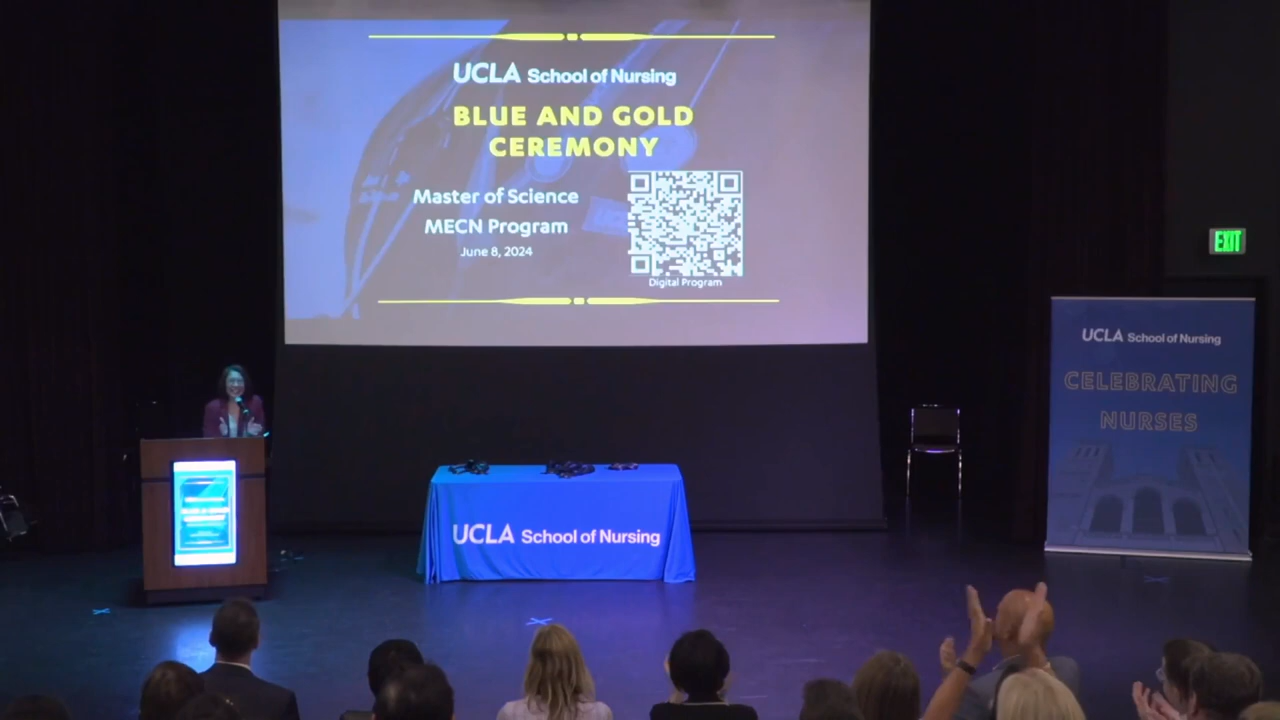 UCLA School of Nursing
BLUE AND GOLD
CEREMONY
Master of Science
MECN Program
June 8, 2024
Digital Program
EXIT
UCLA School of Nursing
CELEBRATING
NURSES
UCLA School of Nursing